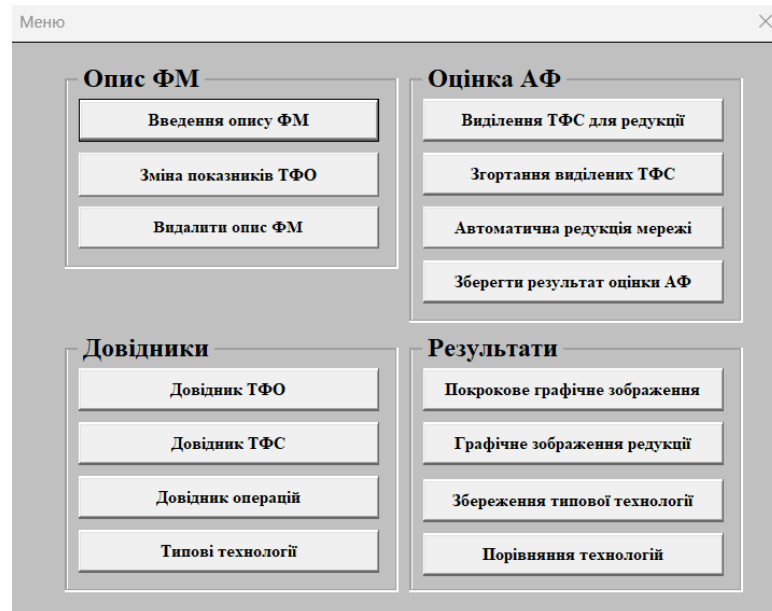 Меню
Опис ФМ
Введення опису ФМ
Зміна показників ТФО
Видалити опис ФМ
Оцінка АФ
Виділення ТФС для редукції
Згортання виділених ТФС
Автоматична редукція мережі
Зберегти результат оцінки АФ
Довідники
Довідник ТФО
Довідник ТФС
Довідник операцій
Типові технології
Результати
Покрокове графічне зображення
Графічне зображення редукції
Збереження типової технології
Порівняння технологій